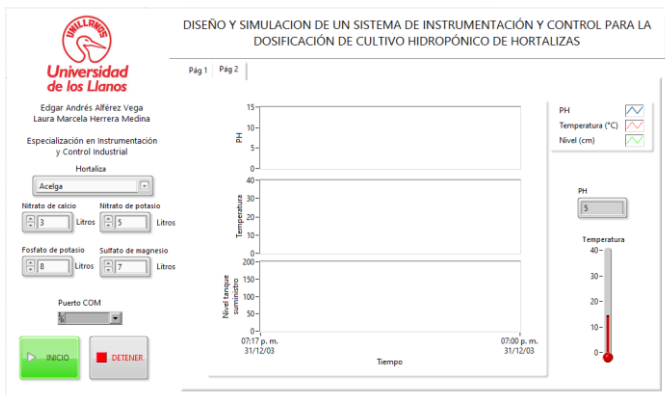 DISEÑO Y SIMULACION DE UN SISTEMA DE INSTRUMENTACIÓN Y CONTROL PARA LA
DOSIFICACIÓN DE CULTIVO HIDROPÓNICO DE HORTALIZAS
UNILLANOS
Universidad
de los Llanos
Edgar Andrés Alférez Vega
Laura Marcela Herrera Medina
Especialización en Instrumentación
y Control Industrial
Hortaliza
Acelga
Nitrato de calcio
3 Litros
Nitrato de potasio
5 Litros
Fosfato de potasio
8 Litros
Sulfato de magnesio
7 Litros
Puerto COM
INICIO
DETENER
Pág 1
Pág 2
PH
15
10
5
Temperatura
40
30
20
10
0
Nivel tanque
suministro
200
150
100
50
0
07:17 p. m.
31/12/03
07:00 p. m.
31/12/03
Tiempo
PH
Temperatura (°C)
Nivel (cm)
PH
5
Temperatura
40
30
20
10
0